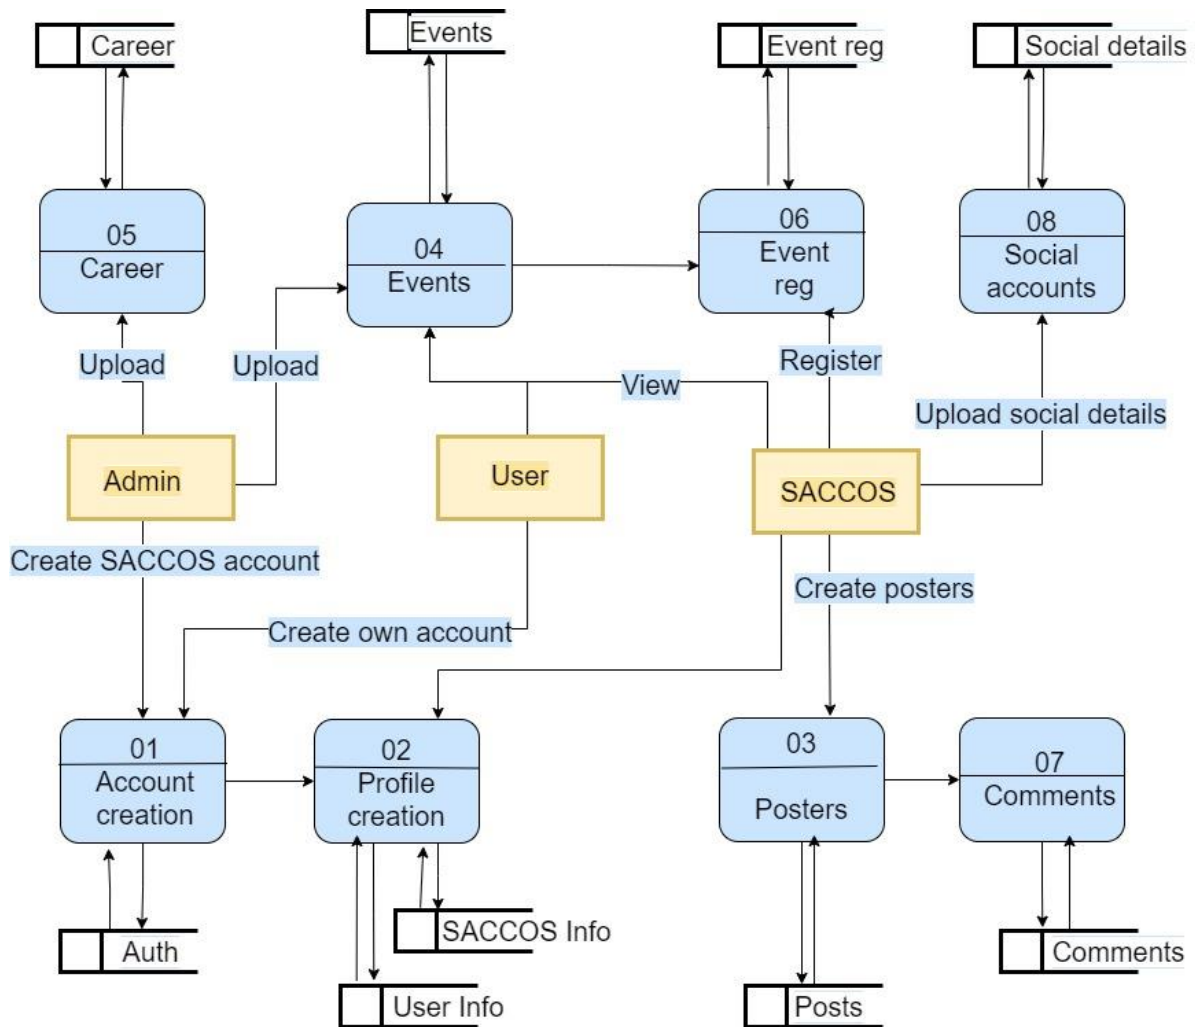 Career
Events
Event reg
Social details
05
Career
04
Events
06
Event
reg
08
Social
accounts
Upload
Upload
View
Register
Upload social details
Admin
User
SACCOS
Create SACCOS account
Create posters
Create own account
01
Account
creation
02
Profile
creation
03
Posters
07
Comments
Auth
SACCOS Info
User Info
Posts
Comments